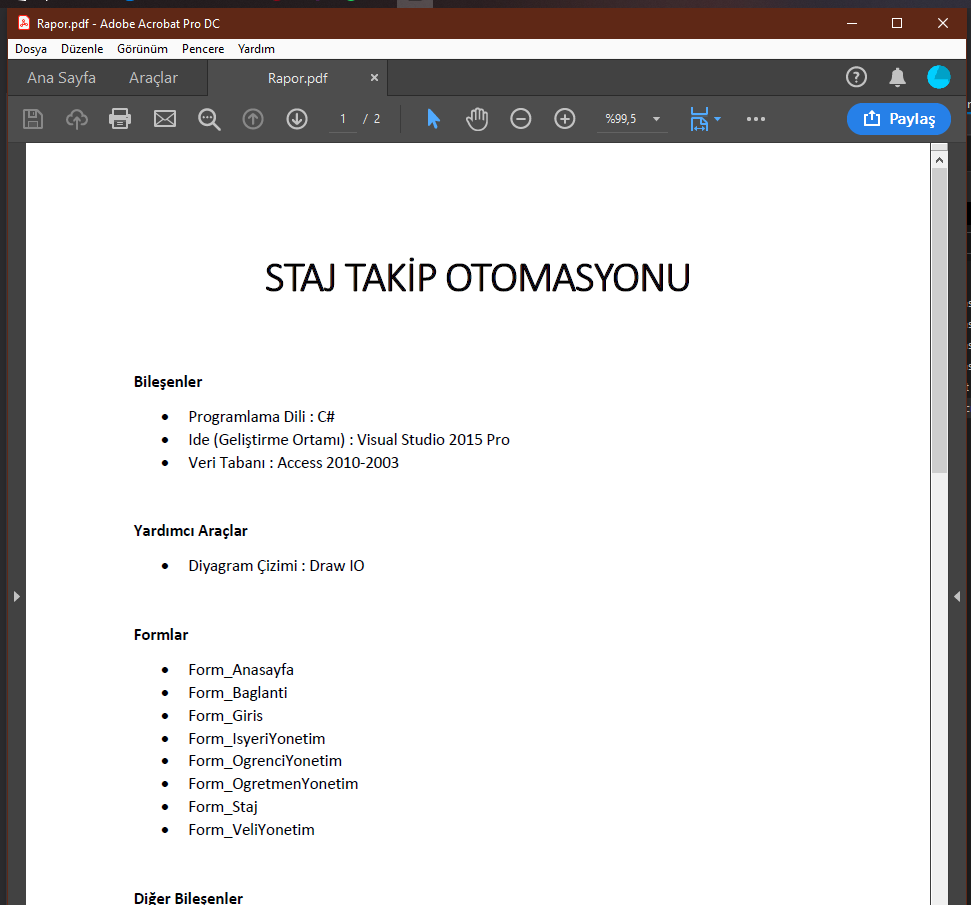 Rapor.pdf - Adobe Acrobat Pro DC
Dosya Düzenle Görünüm Pencere Yardım
Ana Sayfa Araçlar Rapor.pdf
1 / 2 %99,5 Paylaş
STAJ TAKİP OTOMASYONU
Bileşenler
• Programlama Dili : C#
• Ide (Geliştirme Ortamı) : Visual Studio 2015 Pro
• Veri Tabanı : Access 2010-2003
Yardımcı Araçlar
• Diyagram Çizimi : Draw IO
Formlar
• Form_Anasayfa
• Form_Baglanti
• Form_Giris
• Form_IsyeriYonetim
• Form_OgrenciYonetim
• Form_OgretmenYonetim
• Form_Staj
• Form_VeliYonetim
Diğer Bileşenler